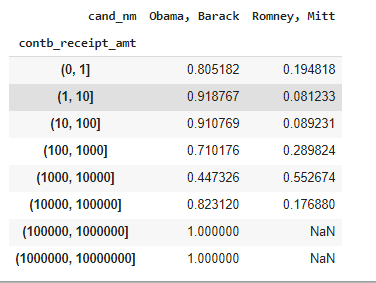 cand_nm Obama, Barack Romney, Mitt
contb_receipt_amt
(0, 1] 0.805182 0.194818
(1, 10] 0.918767 0.081233
(10, 100] 0.910769 0.089231
(100, 1000] 0.710176 0.289824
(1000, 10000] 0.447326 0.552674
(10000, 100000] 0.823120 0.176880
(100000, 1000000] 1.000000 NaN
(1000000, 10000000] 1.000000 NaN